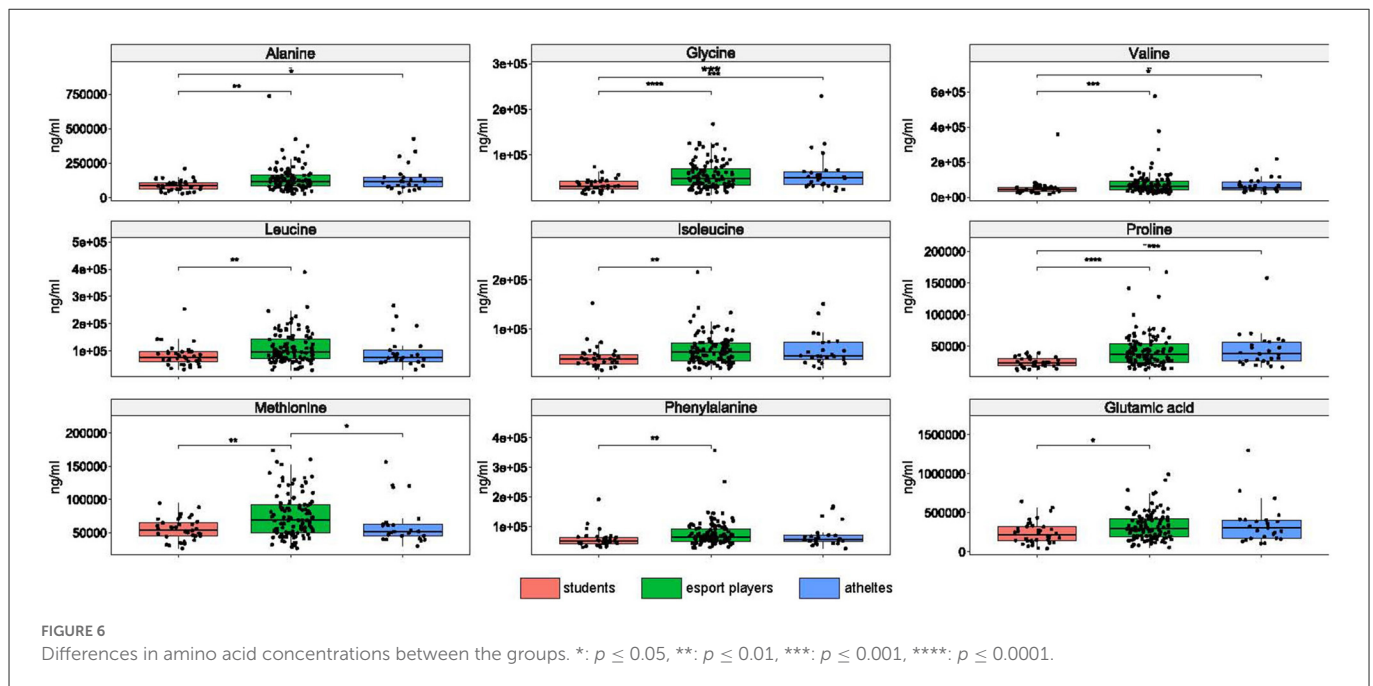 Alanine
*
**
750000
500000
250000
0
ng/ml
Glycine
***
***
****
3e+05
2e+05
1e+05
ng/ml
Valine
*
***
6e+05
4e+05
2e+05
0e+00
ng/ml
Leucine
**
5e+05
4e+05
3e+05
2e+05
1e+05
ng/ml
Isoleucine
**
2e+05
1e+05
ng/ml
Proline
***
****
200000
150000
100000
50000
ng/ml
Methionine
**
*
200000
150000
100000
50000
ng/ml
Phenylalanine
**
4e+05
3e+05
2e+05
1e+05
ng/ml
Glutamic acid
*
1500000
1000000
500000
0
ng/ml
students esport players atheltes
FIGURE 6
Differences in amino acid concentrations between the groups. *: p ≤ 0.05, **: p ≤ 0.01, ***: p ≤ 0.001, ****: p ≤ 0.0001.